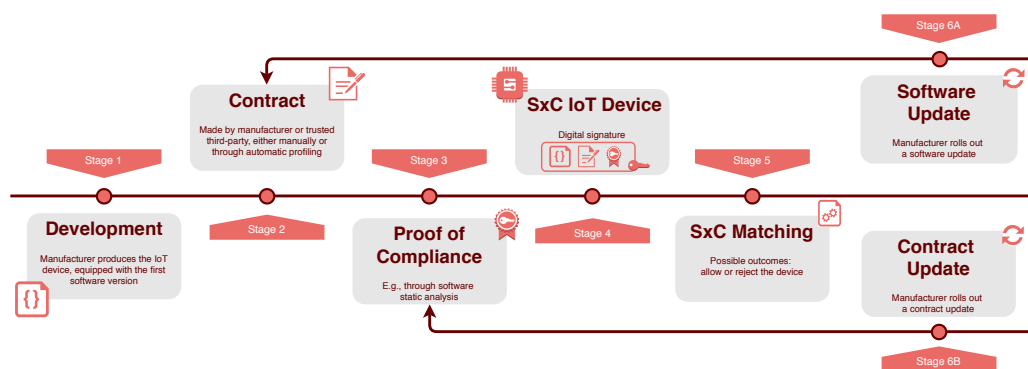 Stage 6A
Contract
Made by manufacturer or trusted
third-party, either manually or
through automatic profiling
SxC IoT Device
Digital signature
{}
Software
Update
Manufacturer rolls out
a software update
Stage 1
Stage 3
Stage 5
Development
Manufacturer produces the IoT
device, equipped with the first
software version
{}
Stage 2
Proof of
Compliance
E.g., through software
static analysis
Stage 4
SxC Matching
Possible outcomes:
allow or reject the device
Contract
Update
Manufacturer rolls out
a contract update
Stage 6B